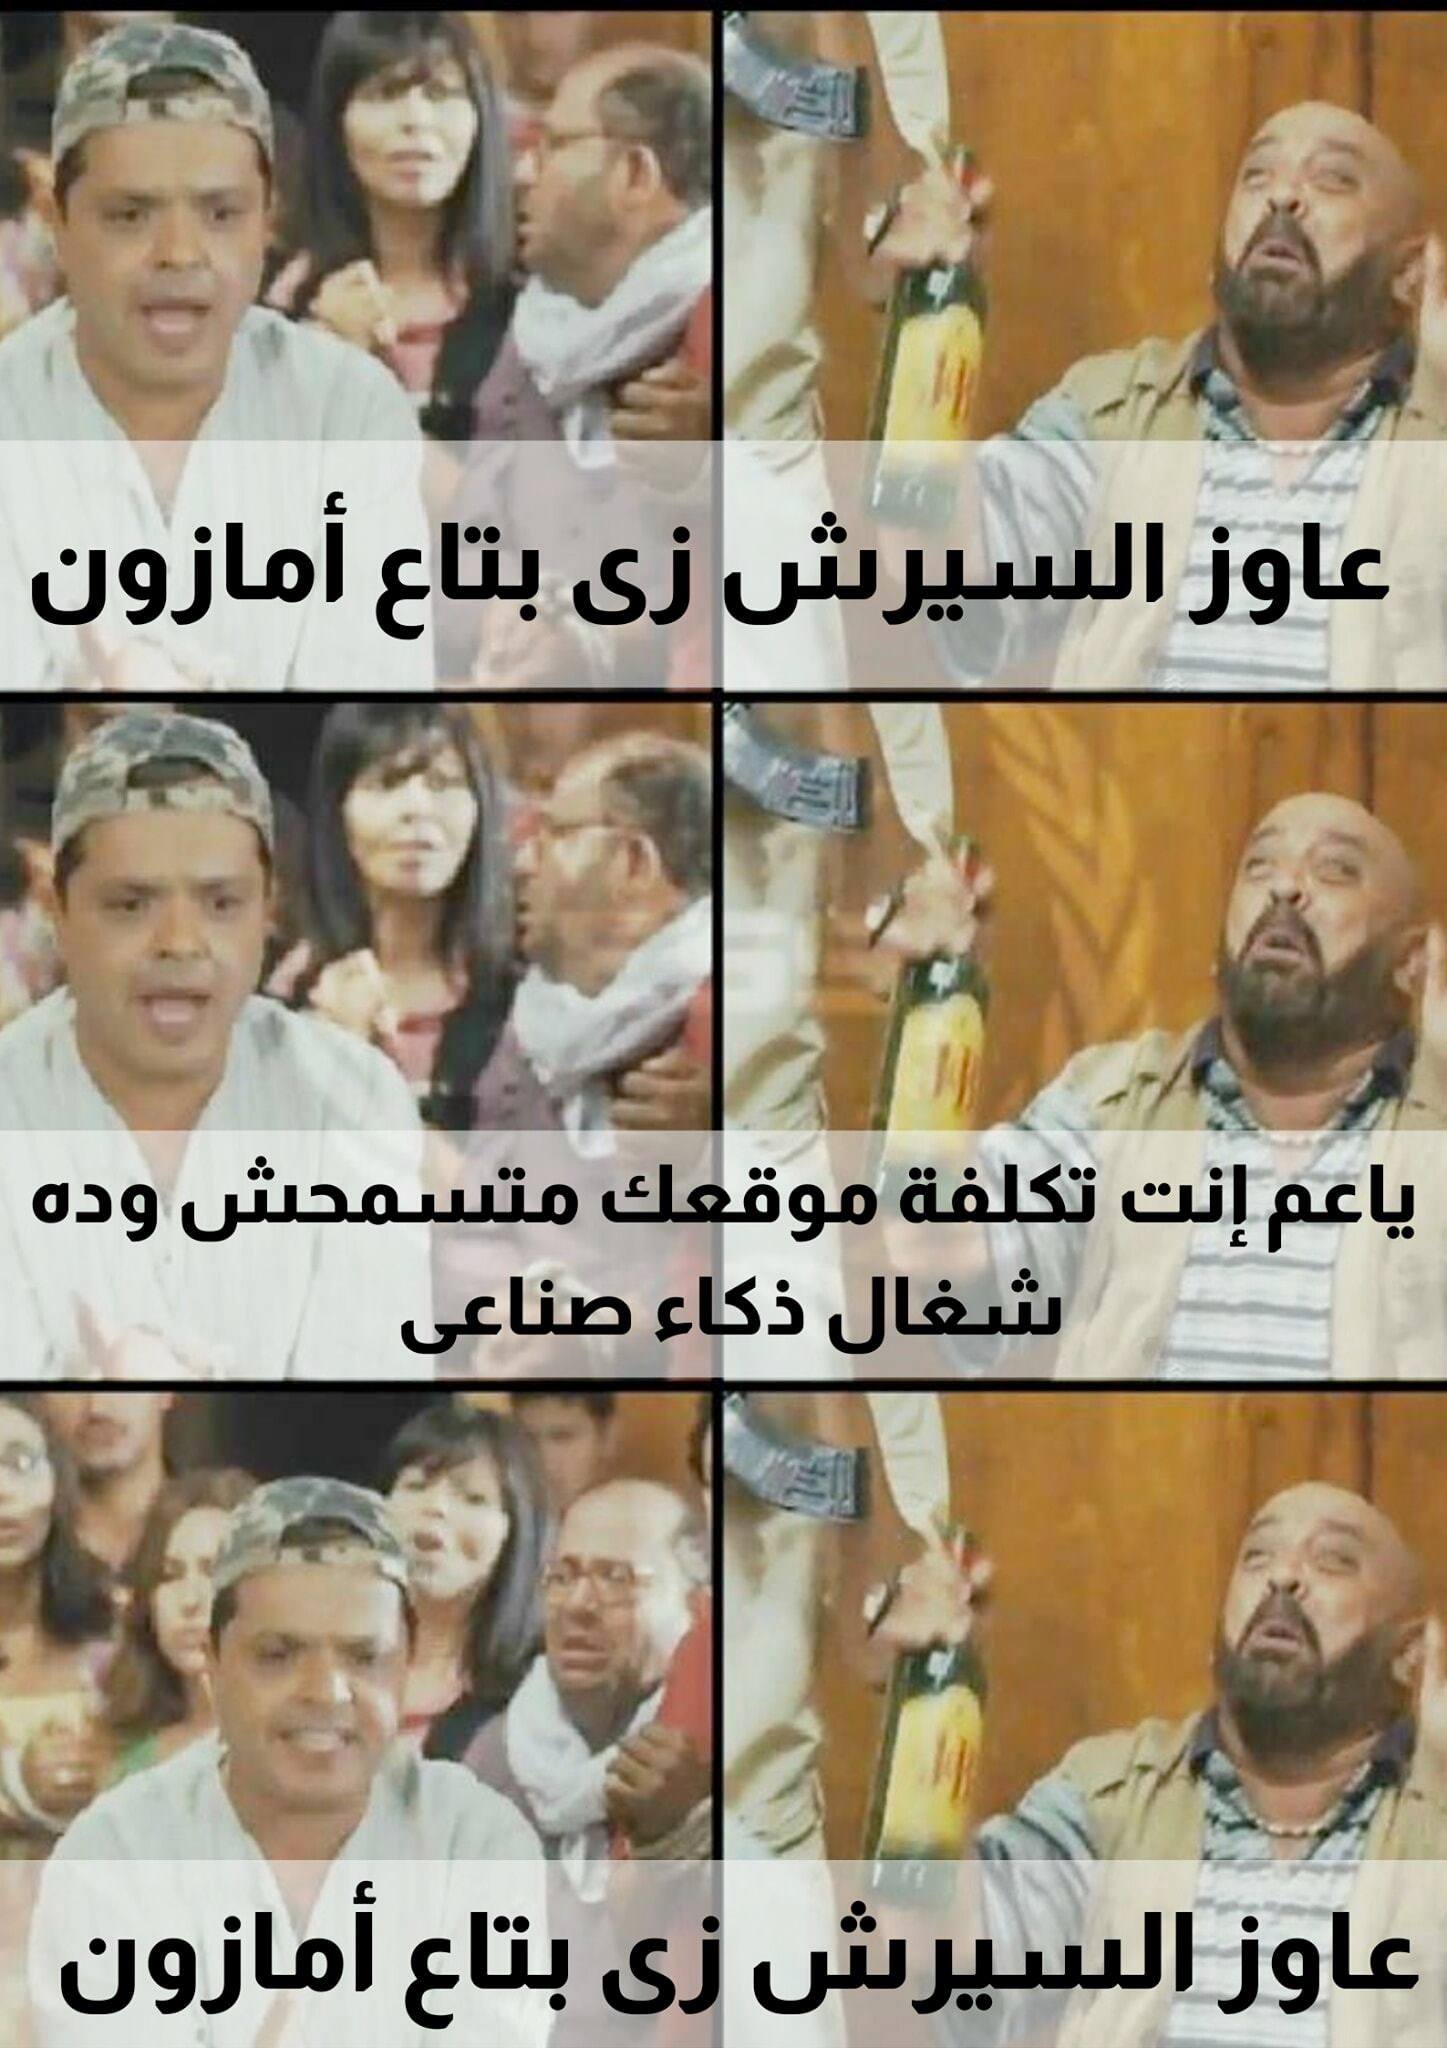 عاوز السيرش زى بتاع أمازون
ياعم إنت تكلفة موقعك متسمحش وده
شغال ذكاء صناعى
عاوز السيرش زى بتاع أمازون